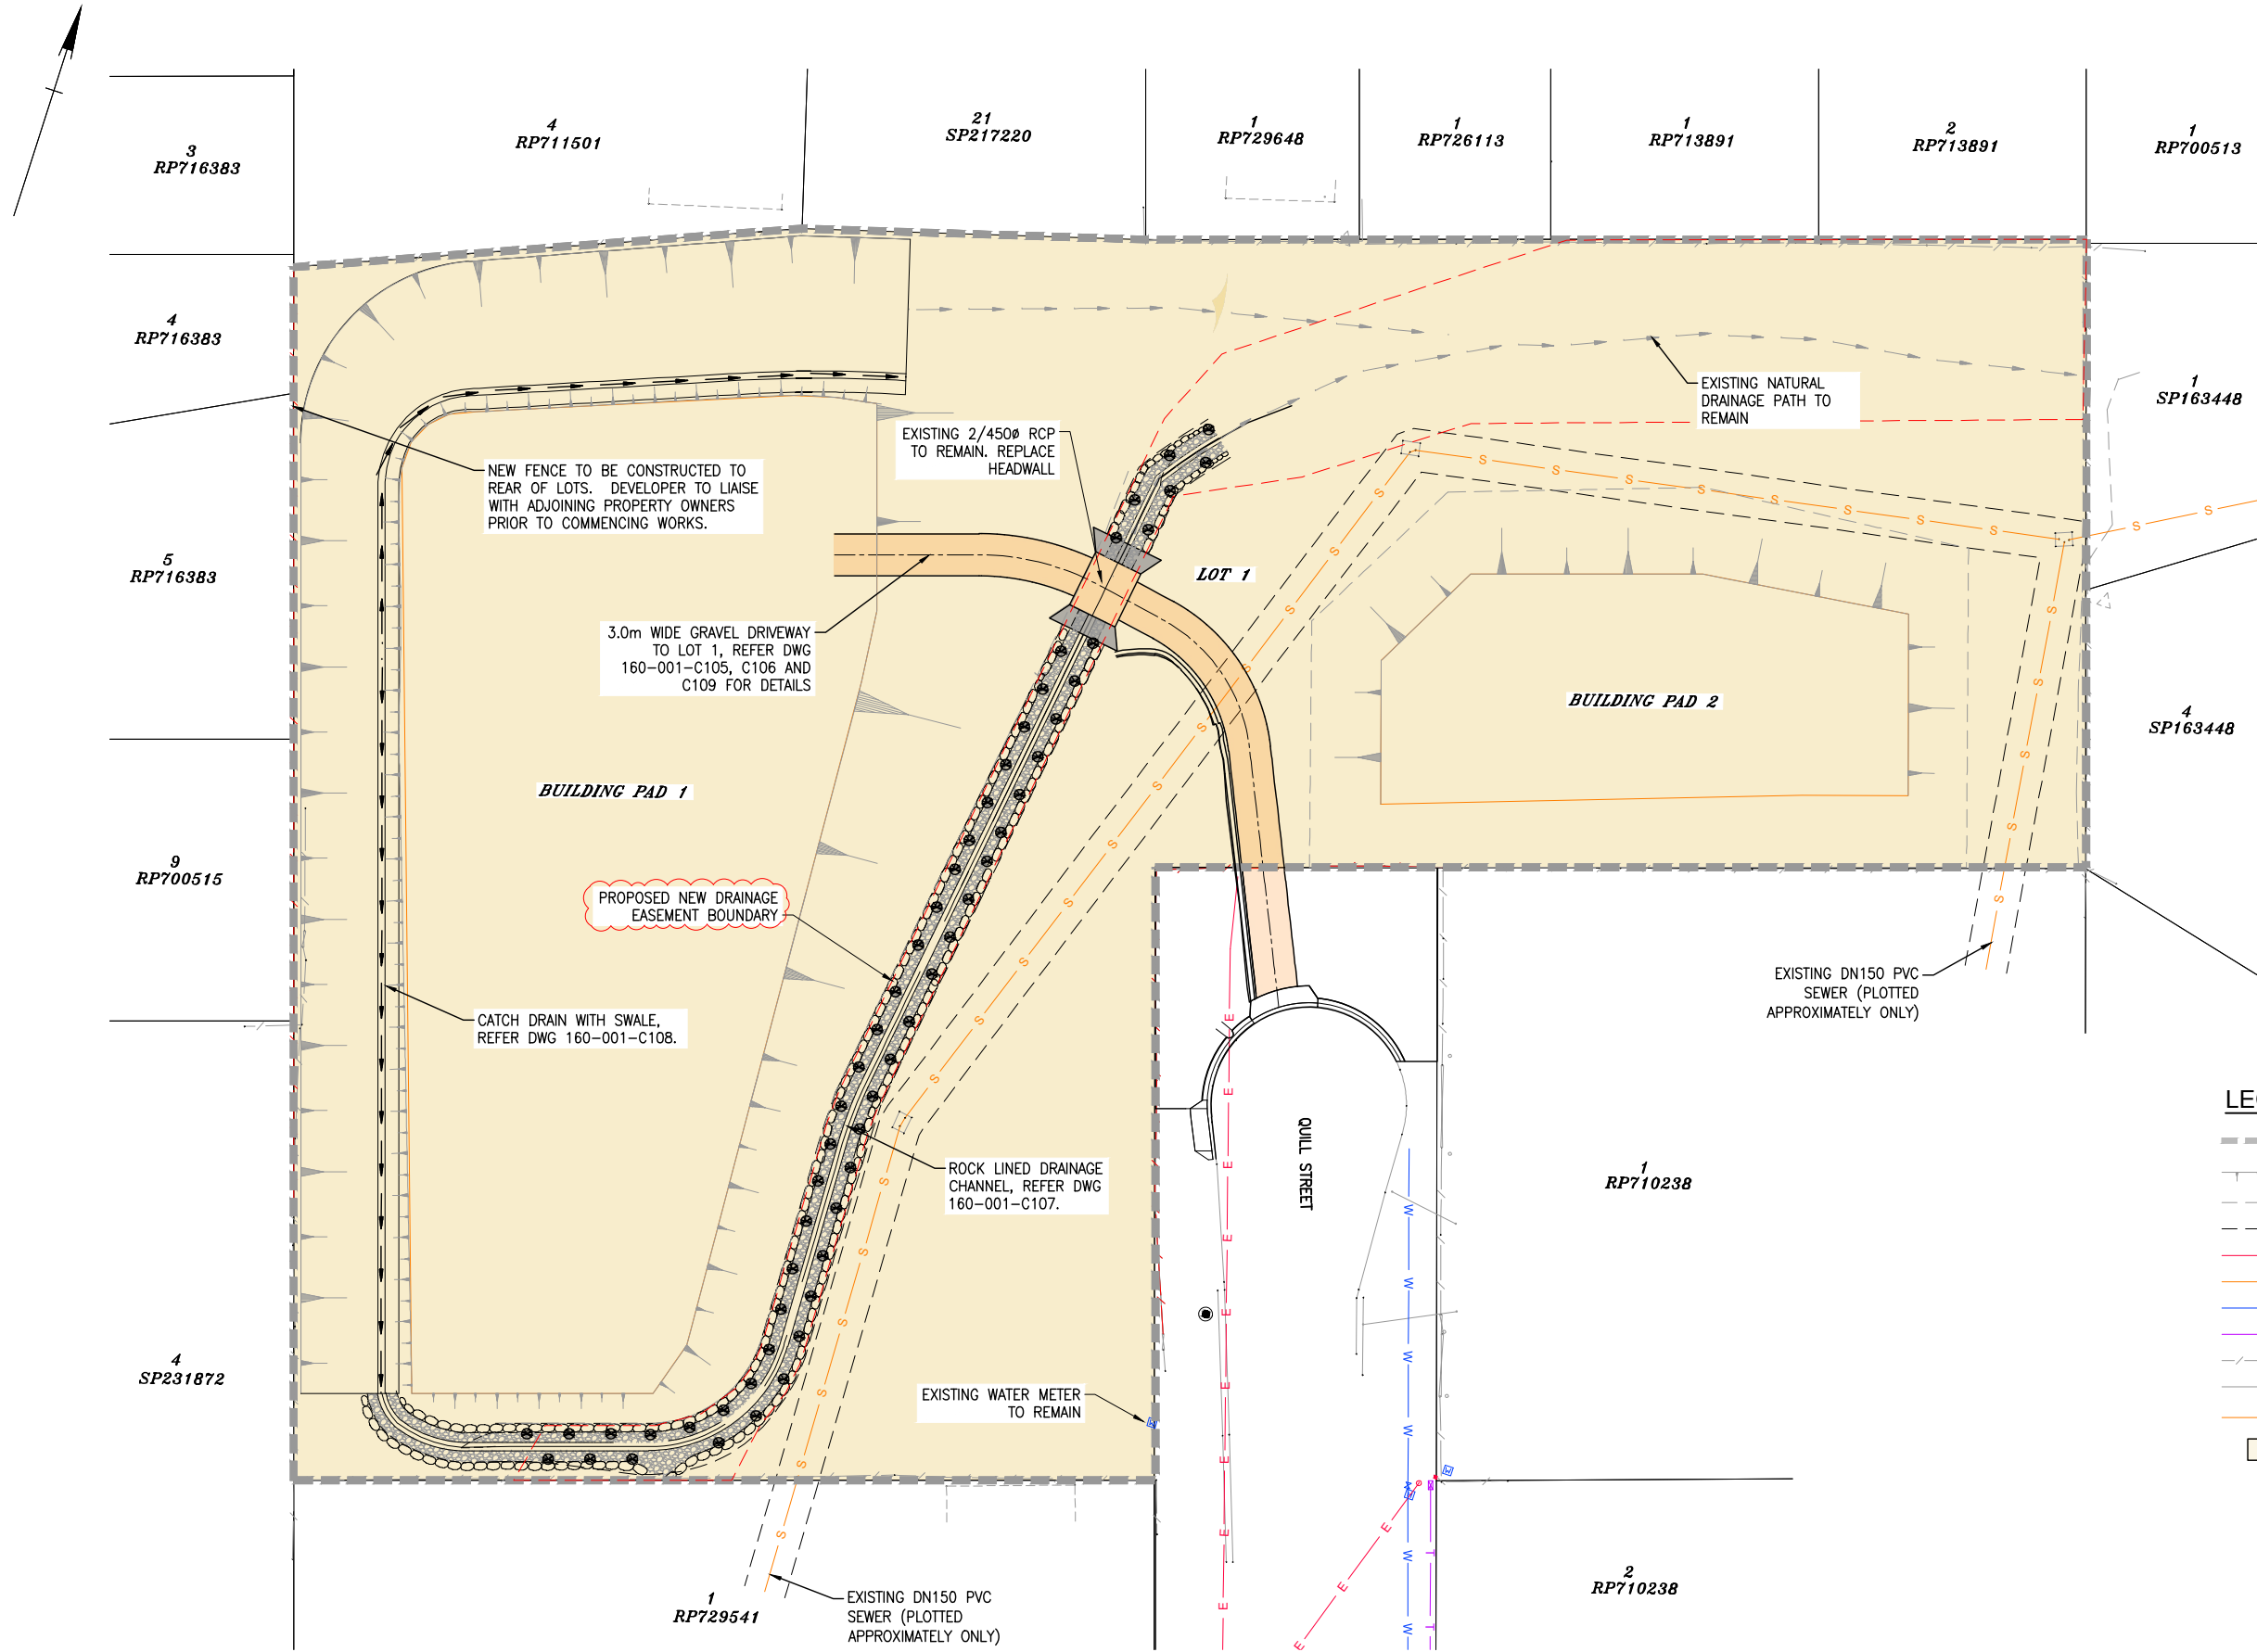 3
RP716383
4
RP711501
21
SP217220
1
RP729648
1
RP726113
1
RP713891
2
RP713891
1
RP700513
4
RP716383
1
SP163448
EXISTING NATURAL
DRAINAGE PATH TO
REMAIN
EXISTING 2/450ø RCP
TO REMAIN. REPLACE
HEADWALL
NEW FENCE TO BE CONSTRUCTED TO
REAR OF LOTS. DEVELOPER TO LIAISE
WITH ADJOINING PROPERTY OWNERS
PRIOR TO COMMENCING WORKS.
5
RP716383
LOT 1
3.0m WIDE GRAVEL DRIVEWAY
TO LOT 1, REFER DWG
160-001-C105, C106 AND
C109 FOR DETAILS
BUILDING PAD 2
4
SP163448
BUILDING PAD 1
9
RP700515
PROPOSED NEW DRAINAGE
EASEMENT BOUNDARY
EXISTING DN150 PVC
SEWER (PLOTTED
APPROXIMATELY ONLY)
CATCH DRAIN WITH SWALE,
REFER DWG 160-001-C108.
ROCK LINED DRAINAGE
CHANNEL, REFER DWG
160-001-C107.
QUILL STREET
1
RP710238
4
SP231872
EXISTING WATER METER
TO REMAIN
1
RP729541
EXISTING DN150 PVC
SEWER (PLOTTED
APPROXIMATELY ONLY)
2
RP710238